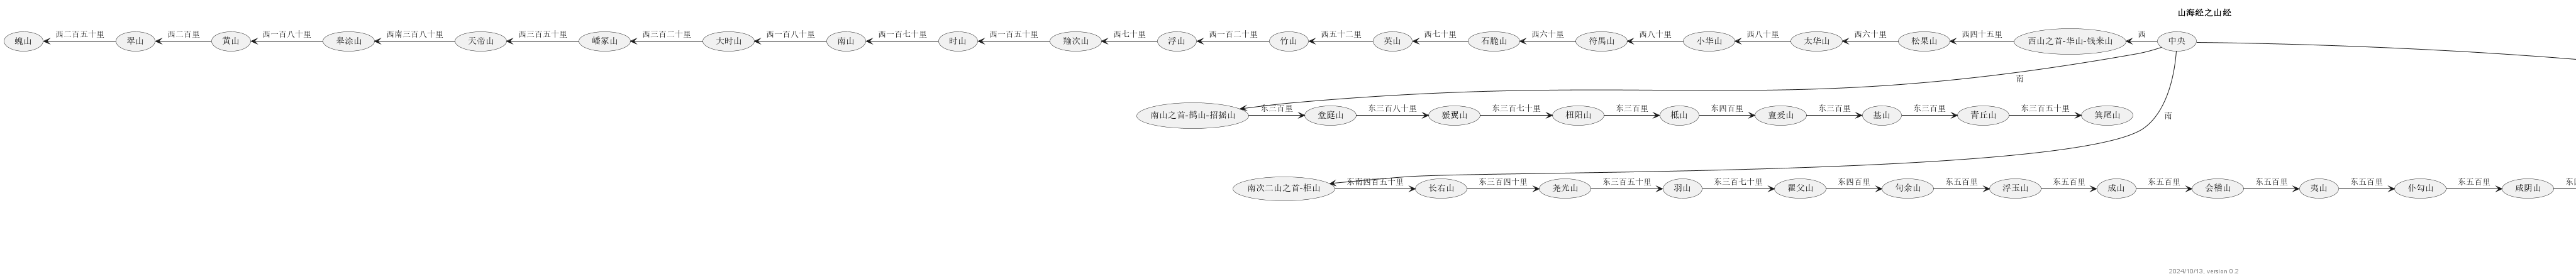 山海经之山经
騩山 西二百五十里 翠山 西二百里 黄山 西一百八十里 皋涂山 西南三百八十里 天帝山 西三百五十里 嶓冢山 西三百二十里 大时山 西一百八十里 南山 西一百七十里 时山 西一百五十里 羭次山 西七十里 浮山 西一百二十里 竹山 西五十二里 英山 西七十里 石脆山 西六十里 符禺山 西八十里 小华山 西八十里 太华山 西六十里 松果山 西四十五里 西山之首-华山-钱来山 西 中央
南
南山之首-鹊山-招摇山 东三百里 堂庭山 东三百八十里 猨翼山 东三百七十里 杻阳山 东三百里 柢山 东四百里 亶爰山 东三百里 基山 东三百里 青丘山 东三百五十里 箕尾山
南
南次二山之首-柜山 东南四百五十里 长右山 东三百四十里 尧光山 东三百五十里 羽山 东三百七十里 瞿父山 东四百里 句余山 东五百里 浮玉山 东五百里 成山 东五百里 会稽山 东五百里 夷山 东五百里 仆勾山 东五百里 咸阴山
2024/10/13, version 0.2